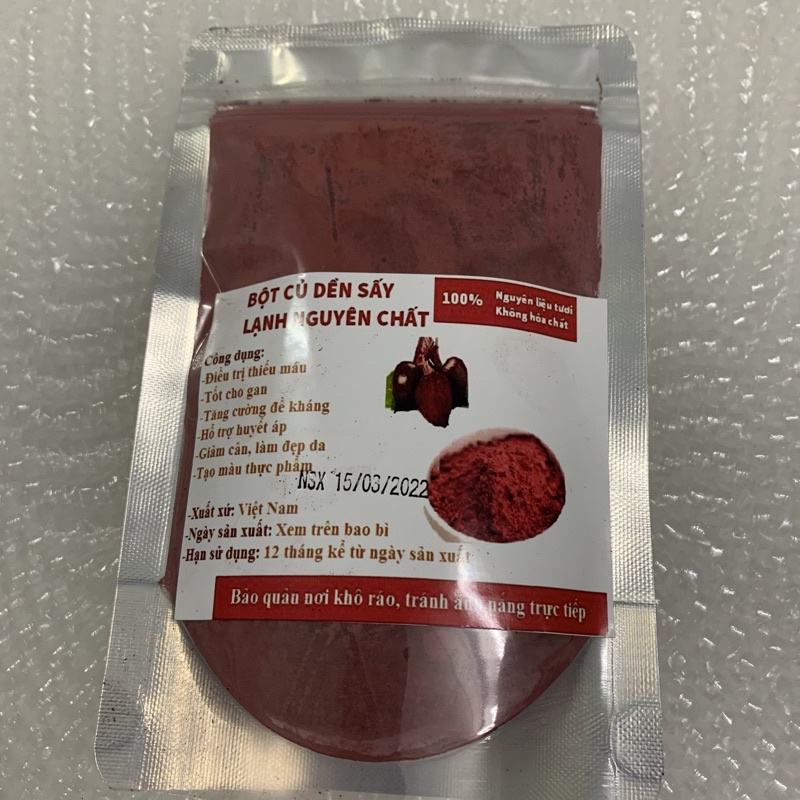 BỘT CỦ DỀN SẤY
LẠNH NGUYÊN CHẤT
100% Nguyên liệu tươi
Không hóa chất
Công dụng:
-Điều trị thiếu máu
-Tốt cho gan
-Tăng cường đề kháng
-Hỗ trợ huyết áp
-Giảm cân, làm đẹp da
-Tạo màu thực phẩm
NSX 15/03/2022
-Xuất xứ: Việt Nam
-Ngày sản xuất: Xem trên bao bì
-Hạn sử dụng: 12 tháng kể từ ngày sản xuất
Bảo quản nơi khô ráo, tránh ánh nắng trực tiếp